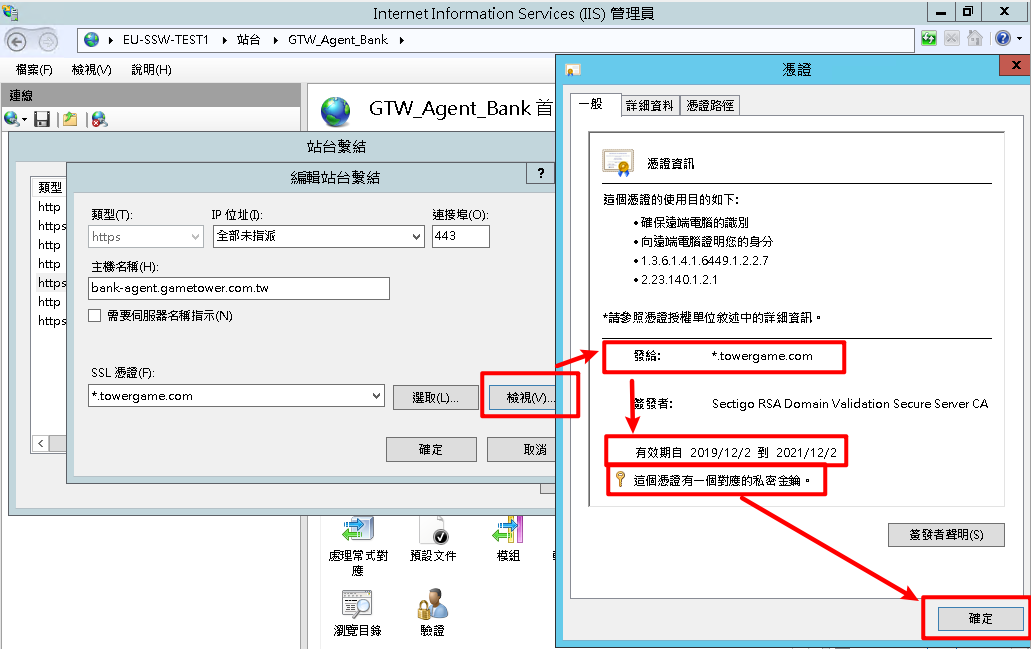 Internet Information Services (IIS) 管理員
EU-SSW-TEST1 站台 GTW_Agent_Bank
檔案(F) 檢視(V) 說明(H)
連線
GTW_Agent_Bank 首
站台繫結
類型
http
https
http
http
https
http
https
編輯站台繫結
?
類型(T):
IP 位址(I):
連接埠(O):
https
全部未指派
443
主機名稱(H):
bank-agent.gametower.com.tw
需要伺服器名稱指示(N)
SSL 憑證(F):
*.towergame.com
選取(L)...
檢視(V)...
確定
取消
處理常式對應
預設文件
模組
瀏覽目錄
驗證
憑證
一般 詳細資料 憑證路徑
憑證資訊
這個憑證的使用目的如下:
•確保遠端電腦的識別
•向遠端電腦證明您的身分
•1.3.6.1.4.1.6449.1.2.2.7
•2.23.140.1.2.1
*請參照憑證授權單位敘述中的詳細資訊。
發給: *.towergame.com
簽發者: Sectigo RSA Domain Validation Secure Server CA
有效期自 2019/12/2 到 2021/12/2
這個憑證有一個對應的私密金鑰。
簽發者聲明(S)
確定